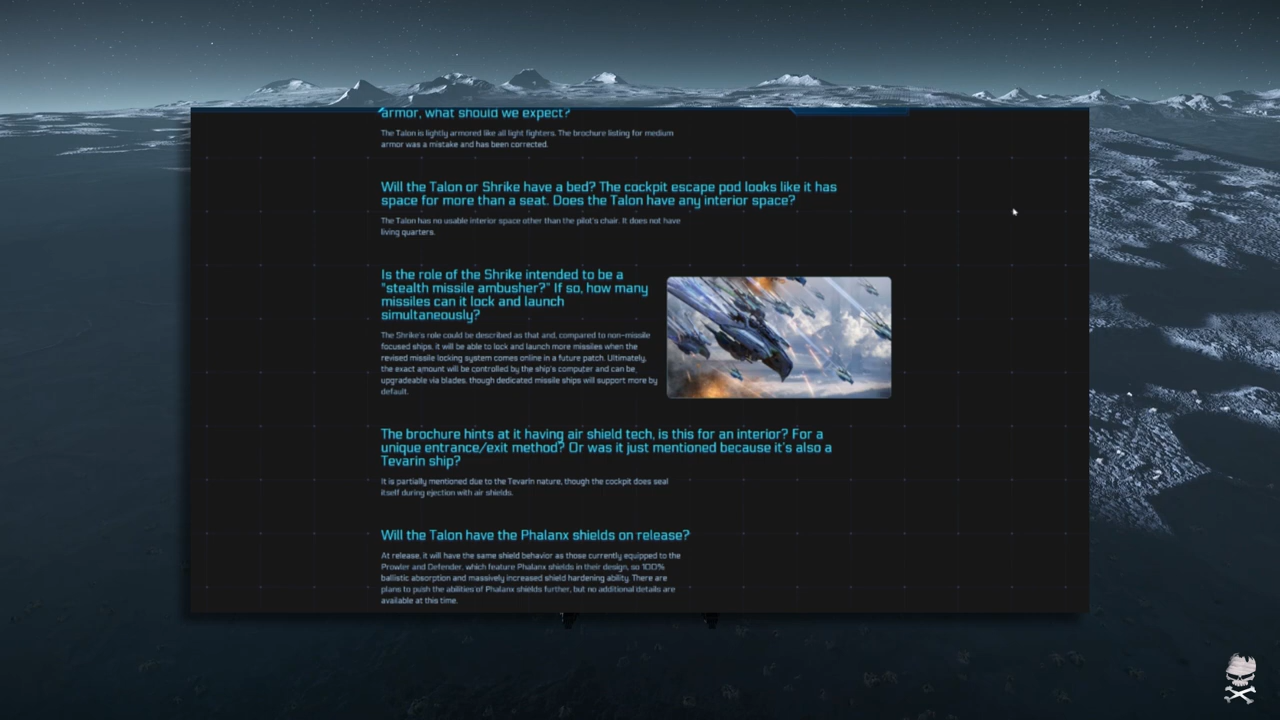 armor, what should we expect?
The Talon is lightly armored like all light fighters. The brochure listing for medium
armor was a mistake and has been corrected.
Will the Talon or Shrike have a bed? The cockpit escape pod looks like it has
space for more than a seat. Does the Talon have any interior space?
The Talon has no usable interior space other than the pilot's chair. It does not have
living quarters.
Is the role of the Shrike intended to be a
"stealth missile ambusher?" If so, how many
missiles can it lock and launch
simultaneously?
The Shrike's role could be described as that and, compared to non-missile
focused ships, it will be able to lock and launch more missiles when the
revised missile locking system comes online in a future patch. Ultimately,
the exact amount will be controlled by the ship's computer and can be
upgradeable via blades, though dedicated missile ships will support more by
default.
The brochure hints at it having air shield tech, is this for an interior? For a
unique entrance/exit method? Or was it just mentioned because it's also a
Tevarin ship?
It is partially mentioned due to the Tevarin nature, though the cockpit does seal
itself during ejection with air shields.
Will the Talon have the Phalanx shields on release?
At release, it will have the same shield behavior as those currently equipped to the
Prowler and Defender, which feature Phalanx shields in their design, so 100%
ballistic absorption and massively increased shield hardening ability. There are
plans to push the abilities of Phalanx shields further, but no additional details are
available at this time.